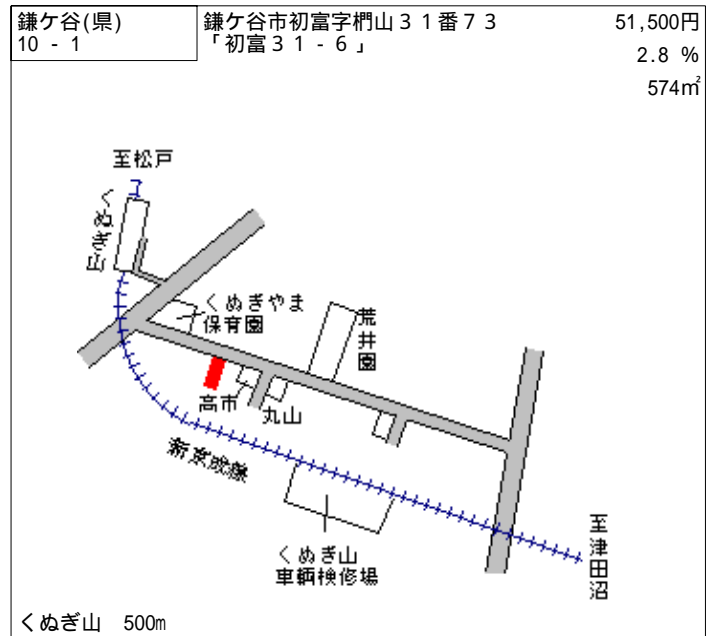 鎌ケ谷(県)
10 - 1
鎌ケ谷市初富字椚山３１番７３
「初富３１－６」
51,500円
2.8 %
574㎡
至松戸
くぬぎ山
くぬぎやま
保育園
荒井園
高市
丸山
新京成線
くぬぎ山
車輌検修場
至津田沼
くぬぎ山　500m